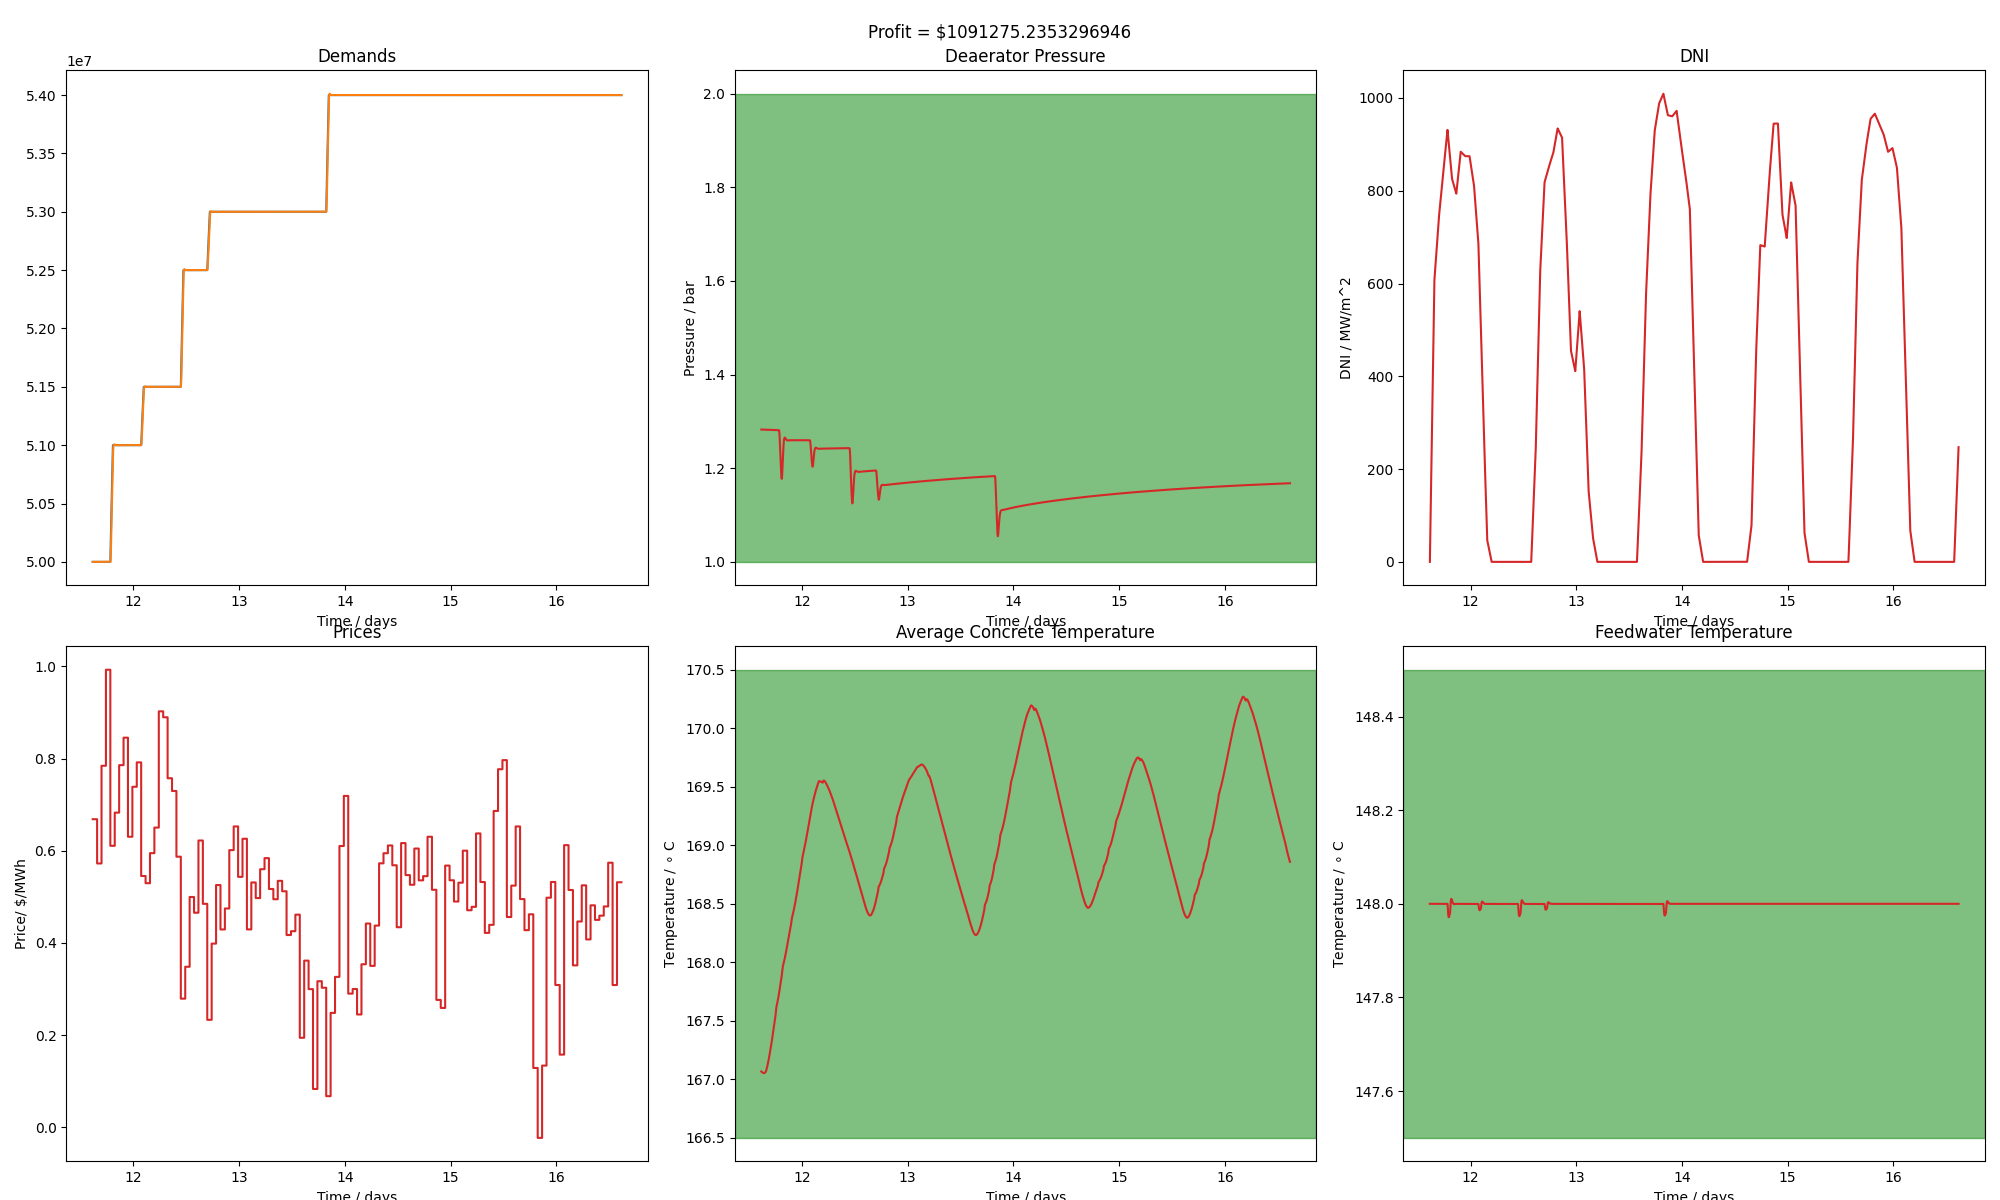 Profit = $1091275.2353296946
Demands
1e7
5.40
5.35
5.30
5.25
5.20
5.15
5.10
5.05
5.00
12 13 14 15 16
Time / days
Deaerator Pressure
Pressure / bar
2.0
1.8
1.6
1.4
1.2
1.0
12 13 14 15 16
Time / days
DNI
DNI / MW/m^2
1000
800
600
400
200
0
12 13 14 15 16
Time / days
Prices
Price/ $/MWh
1.0
0.8
0.6
0.4
0.2
0.0
12 13 14 15 16
Time / days
Average Concrete Temperature
Temperature / ∘ C
170.5
170.0
169.5
169.0
168.5
168.0
167.5
167.0
166.5
12 13 14 15 16
Time / days
Feedwater Temperature
Temperature / ∘ C
148.4
148.2
148.0
147.8
147.6
12 13 14 15 16
Time / days